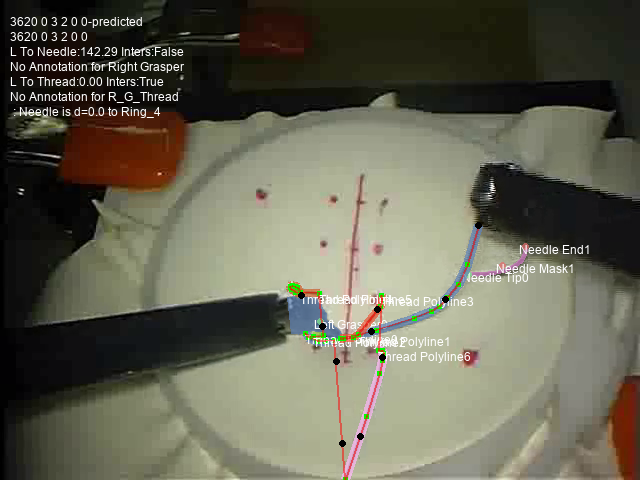 3620 0 3 2 0 0-predicted
3620 0 3 2 0 0
L To Needle:142.29 Inters:False
No Annotation for Right Grasper
L To Thread:0.00 Inters:True
No Annotation for R_G_Thread
: Needle is d=0.0 to Ring_4
Needle End1
Needle Mask1
Needle Tip0
Thread Polyline3
Left Grasper0
Thread Polyline1
Thread Polyline2
Thread Polyline6